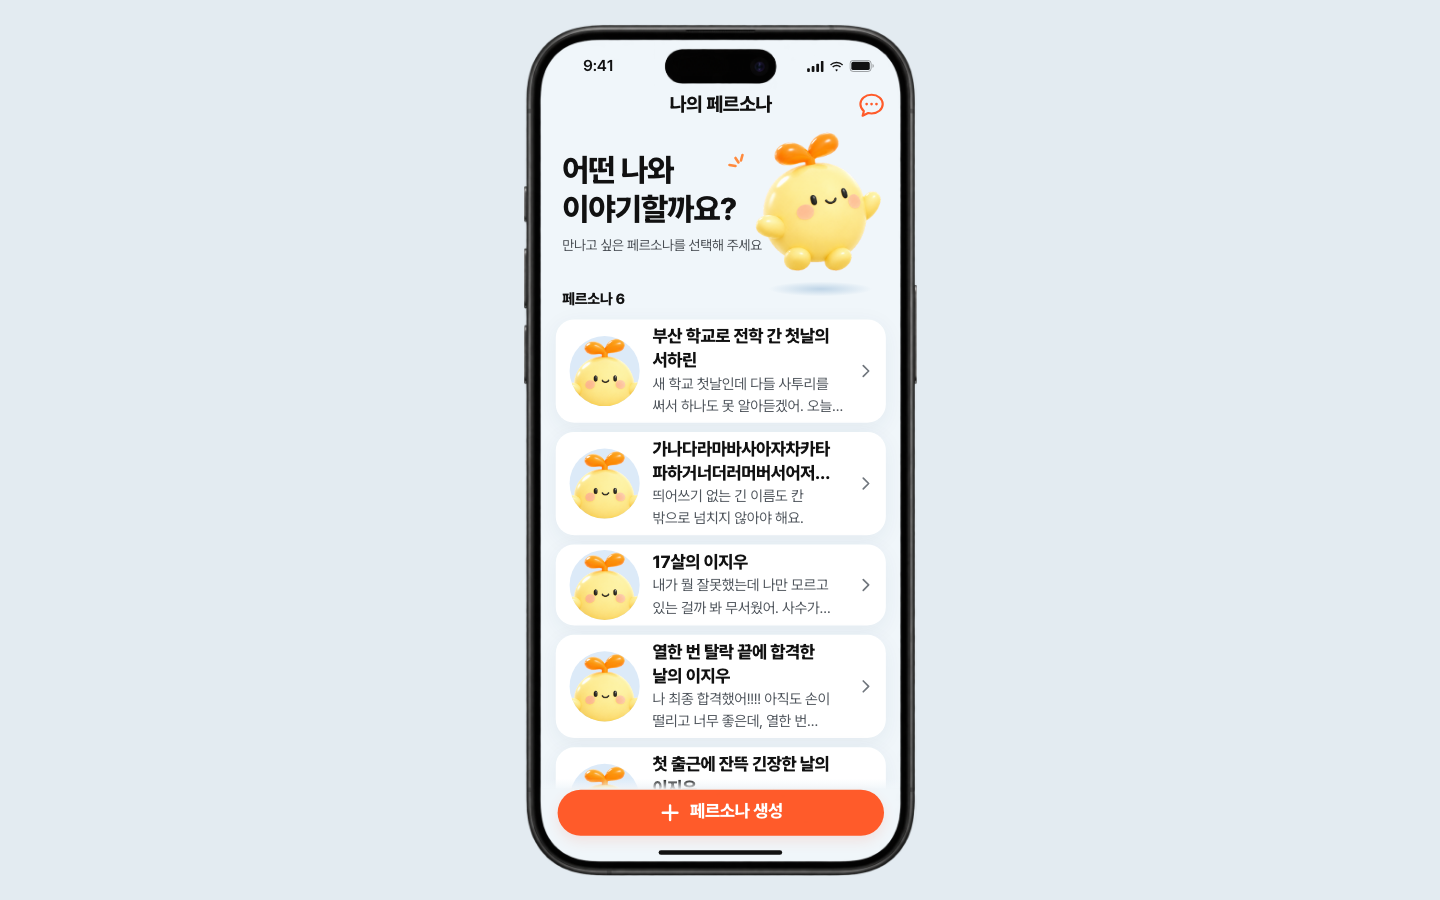 9:41
나의 페르소나
어떤 나와
이야기할까요?
만나고 싶은 페르소나를 선택해 주세요
페르소나 6
부산 학교로 전학 간 첫날의
서하린
새 학교 첫날인데 다들 사투리를
써서 하나도 못 알아듣겠어. 오늘...
가나다라마바사아자차카타
파하거너더러머버서어저...
띄어쓰기 없는 긴 이름도 칸
밖으로 넘치지 않아야 해요.
17살의 이지우
내가 뭘 잘못했는데 나만 모르고
있는 걸까 봐 무서웠어. 사수가...
열한 번 탈락 끝에 합격한
날의 이지우
나 최종 합격했어!!!! 아직도 손이
떨리고 너무 좋은데, 열한 번...
첫 출근에 잔뜩 긴장한 날의
이지우
페르소나 생성